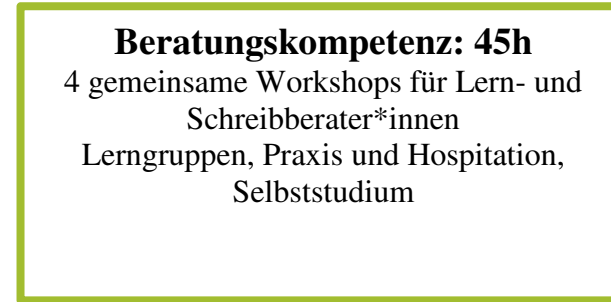 Beratungskompetenz: 45h
4 gemeinsame Workshops für Lern- und
Schreibberater*innen
Lerngruppen, Praxis und Hospitation,
Selbststudium